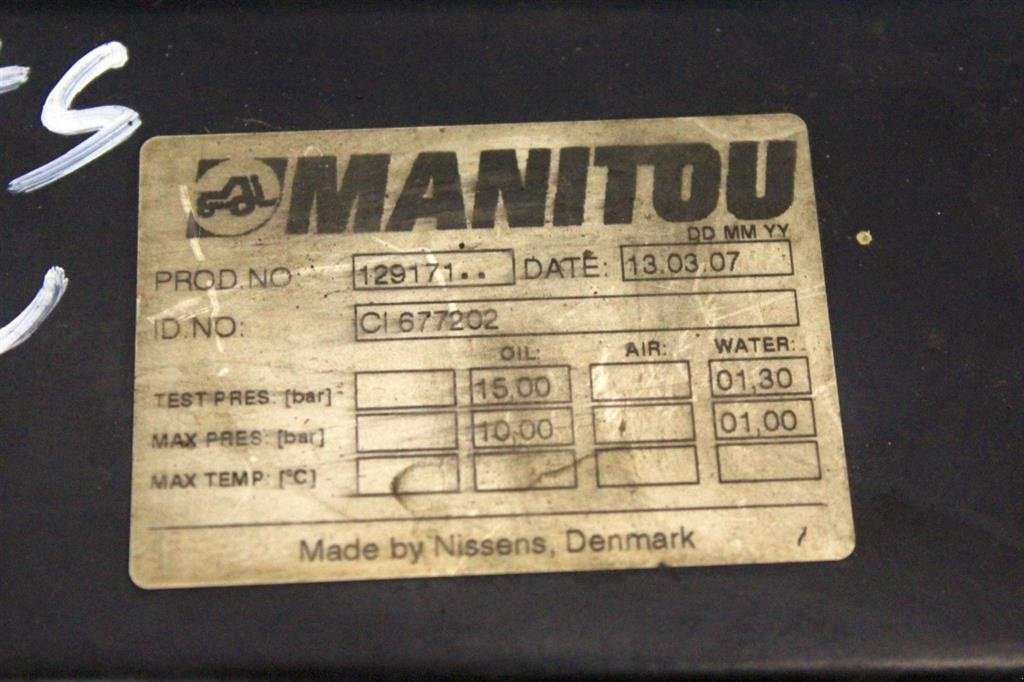 MANITOU
DD MM YY
PROD.NO: 129171.. DATE: 13.03.07
ID.NO: CI 677202
OIL: AIR: WATER:
TEST PRES: [bar] 15,00 01,30
MAX PRES: [bar] 10,00 01,00
MAX TEMP: [°C]
Made by Nissens, Denmark